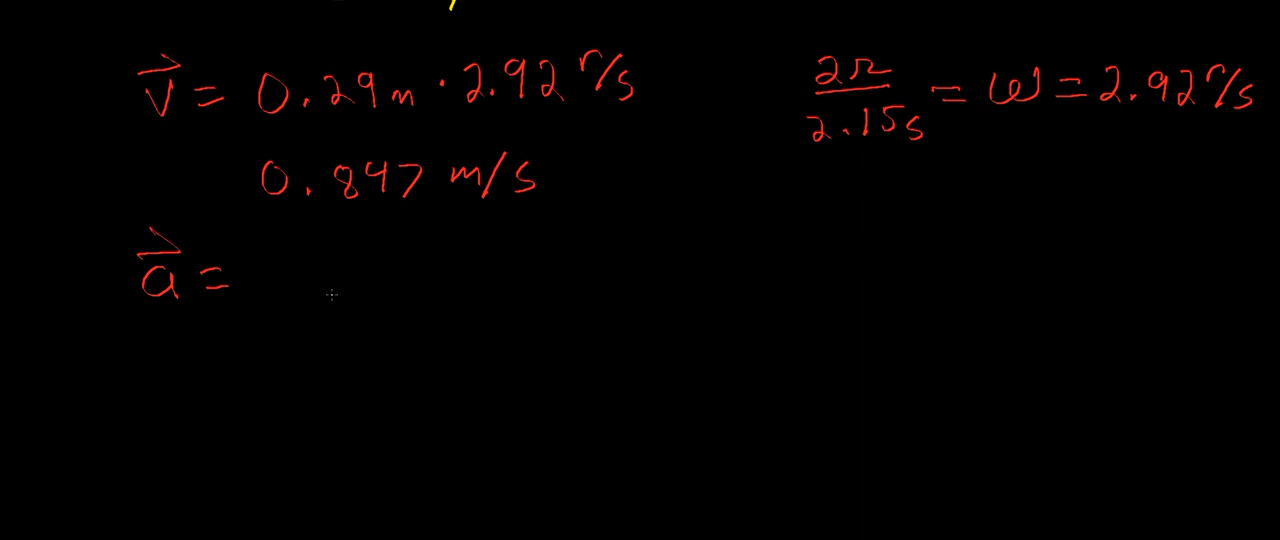 v⃗ = 0.29m · 2.92 r/s
0.847 m/s
a⃗ =
2π/2.15s = ω = 2.92 r/s